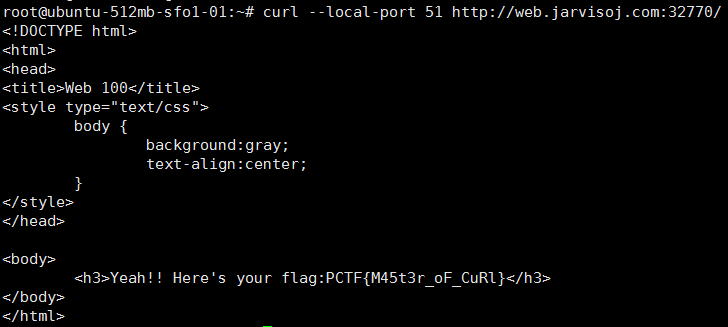 root@ubuntu-512mb-sfo1-01:~# curl --local-port 51 http://web.jarvisoj.com:32770/
<!DOCTYPE html>
<html>
<head>
<title>Web 100</title>
<style type="text/css">
        body {
                background:gray;
                text-align:center;
        }
</style>
</head>

<body>
        <h3>Yeah!! Here's your flag:PCTF{M45t3r_oF_CuRl}</h3>
</body>
</html>